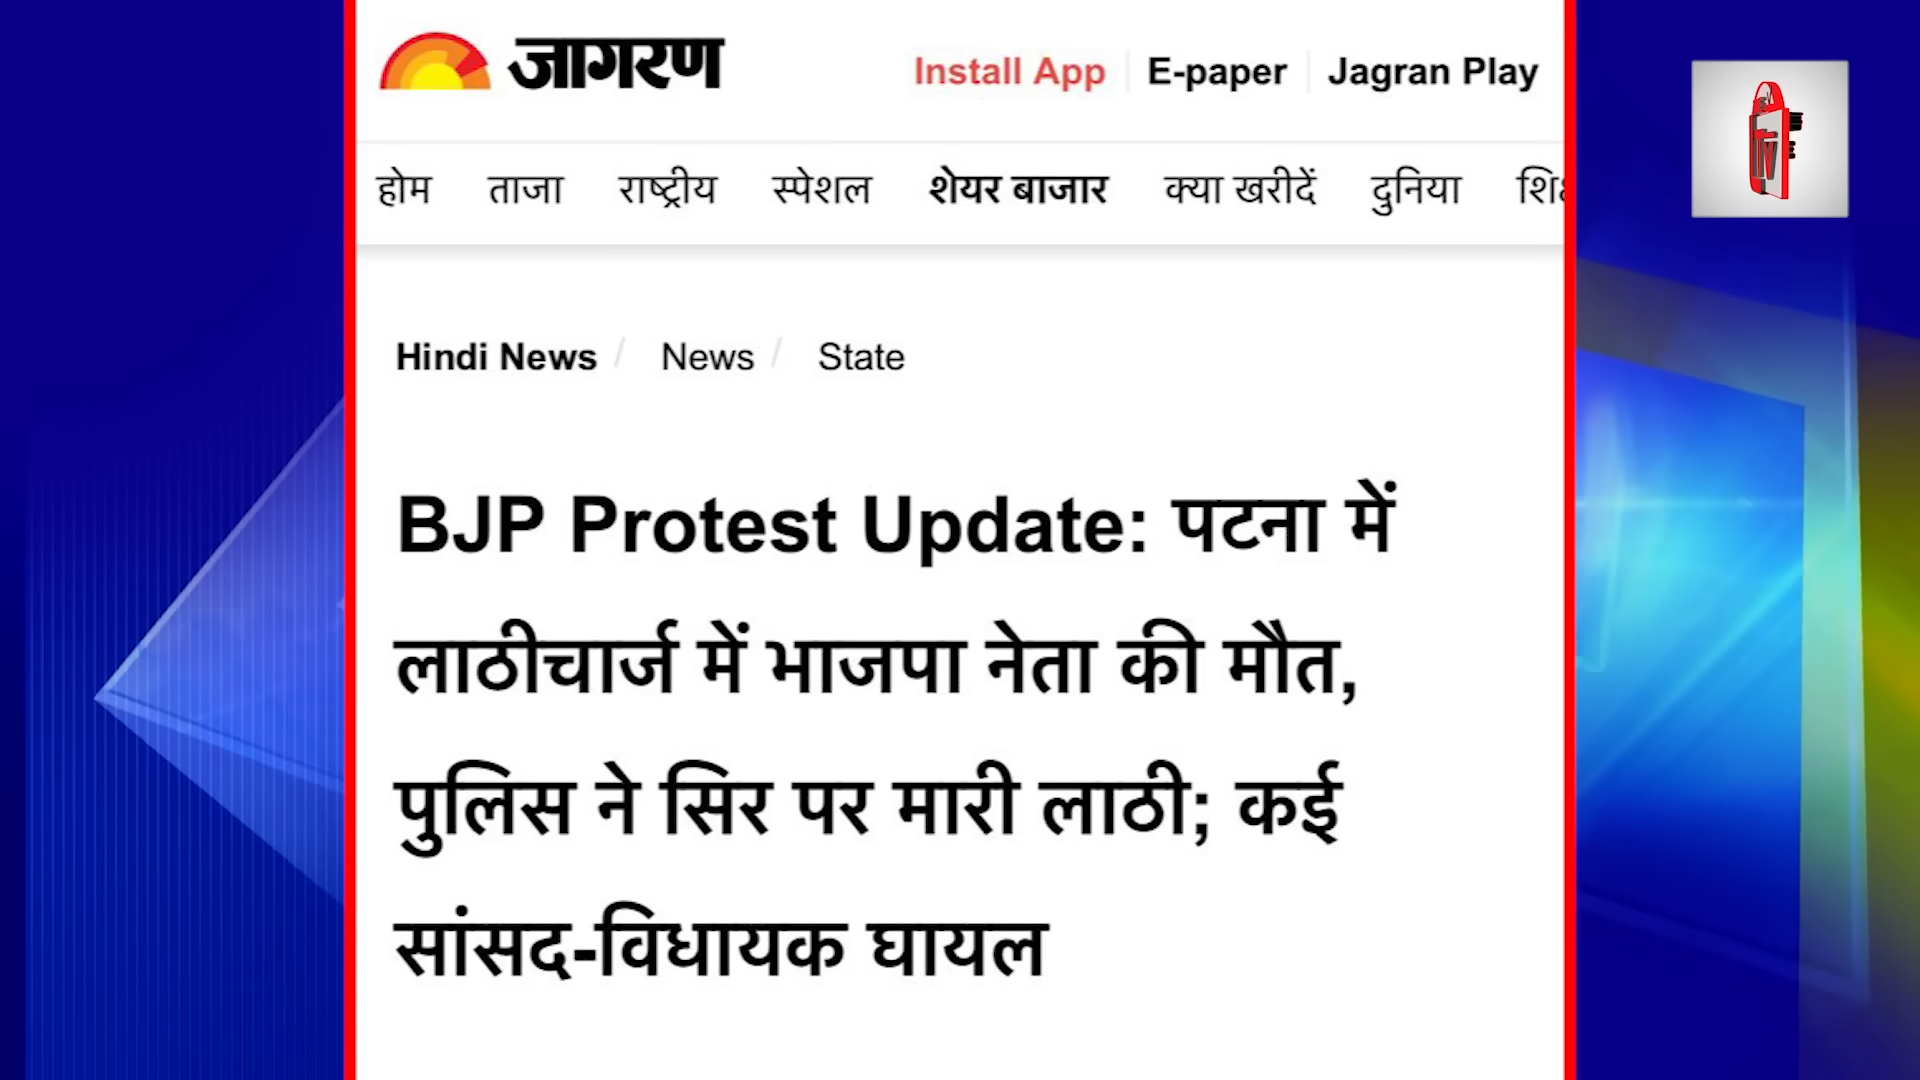 जागरण
Install App E-paper Jagran Play
होम ताजा राष्ट्रीय स्पेशल शेयर बाजार क्या खरीदें दुनिया
Hindi News / News / State
BJP Protest Update: पटना में
लाठीचार्ज में भाजपा नेता की मौत,
पुलिस ने सिर पर मारी लाठी; कई
सांसद-विधायक घायल